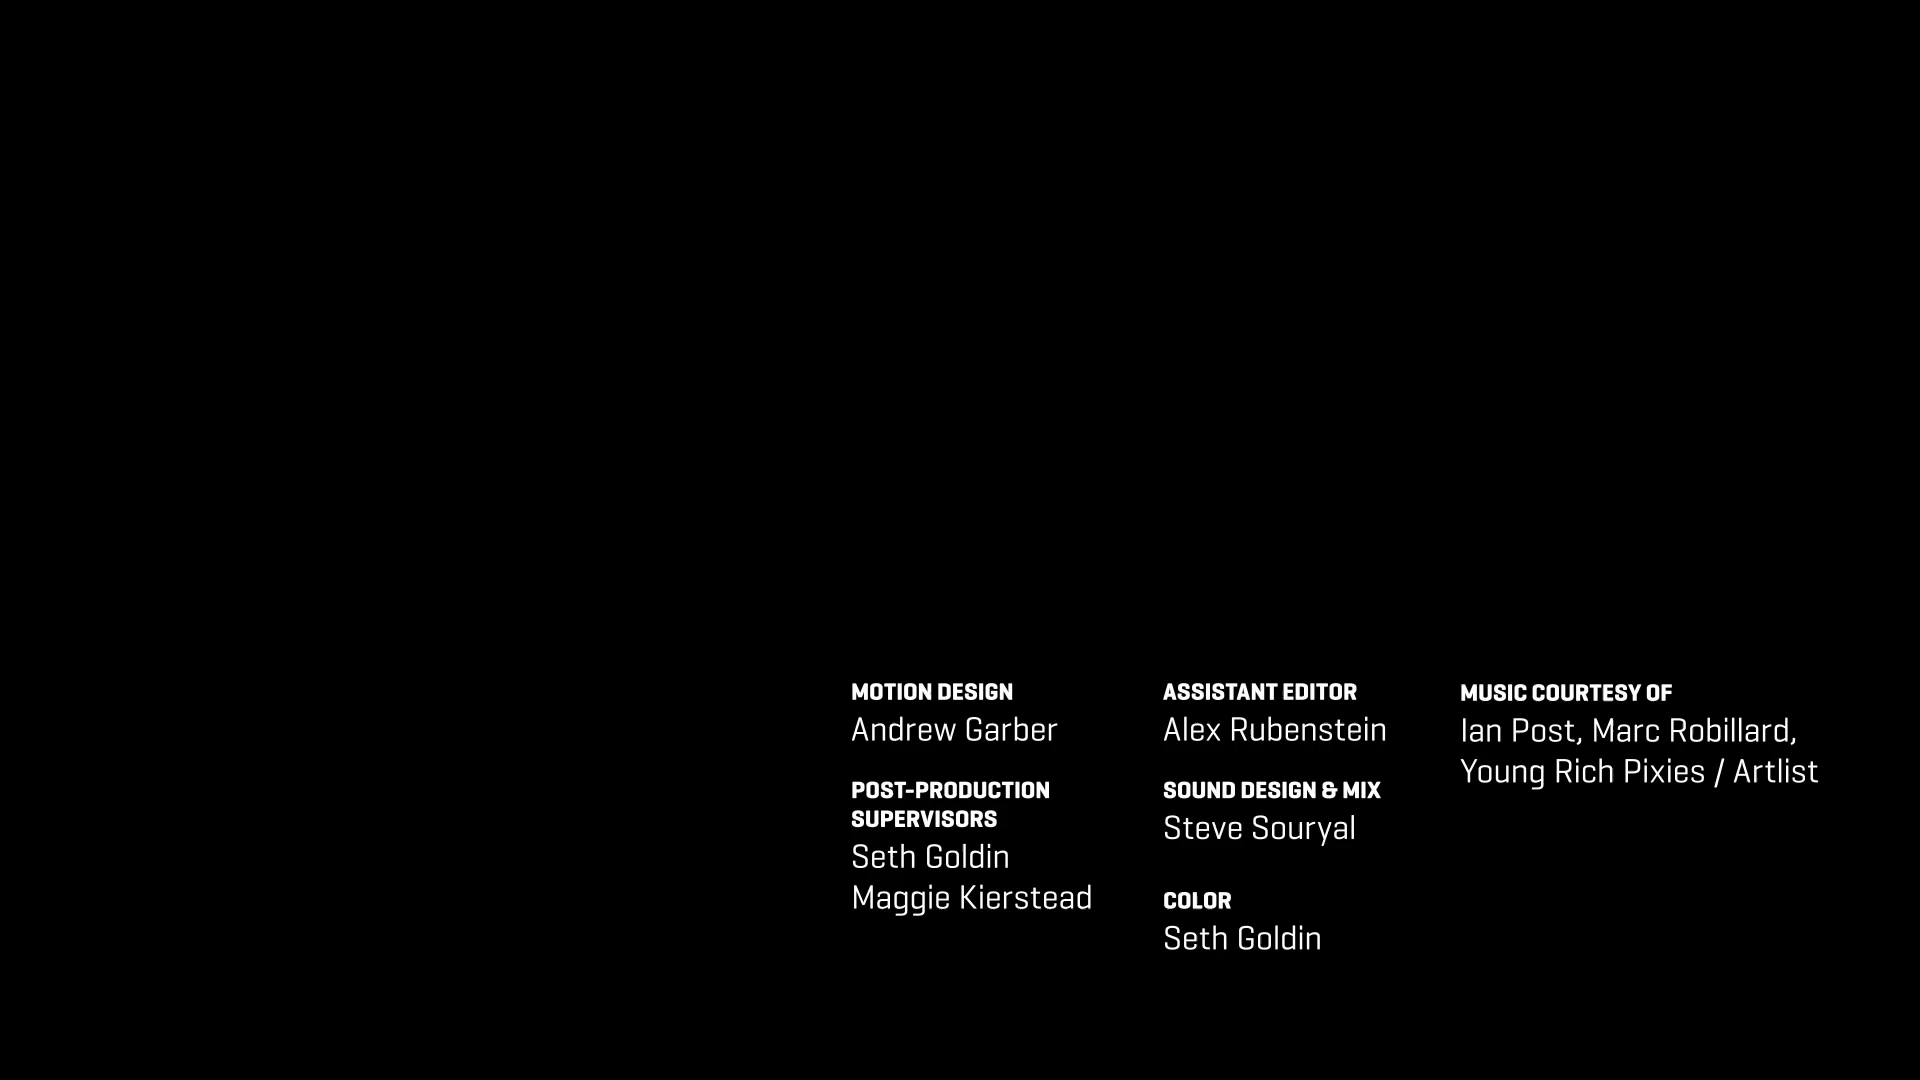 MOTION DESIGN
Andrew Garber
POST-PRODUCTION
SUPERVISORS
Seth Goldin
Maggie Kierstead
ASSISTANT EDITOR
Alex Rubenstein
SOUND DESIGN & MIX
Steve Souryal
COLOR
Seth Goldin
MUSIC COURTESY OF
Ian Post, Marc Robillard,
Young Rich Pixies / Artlist